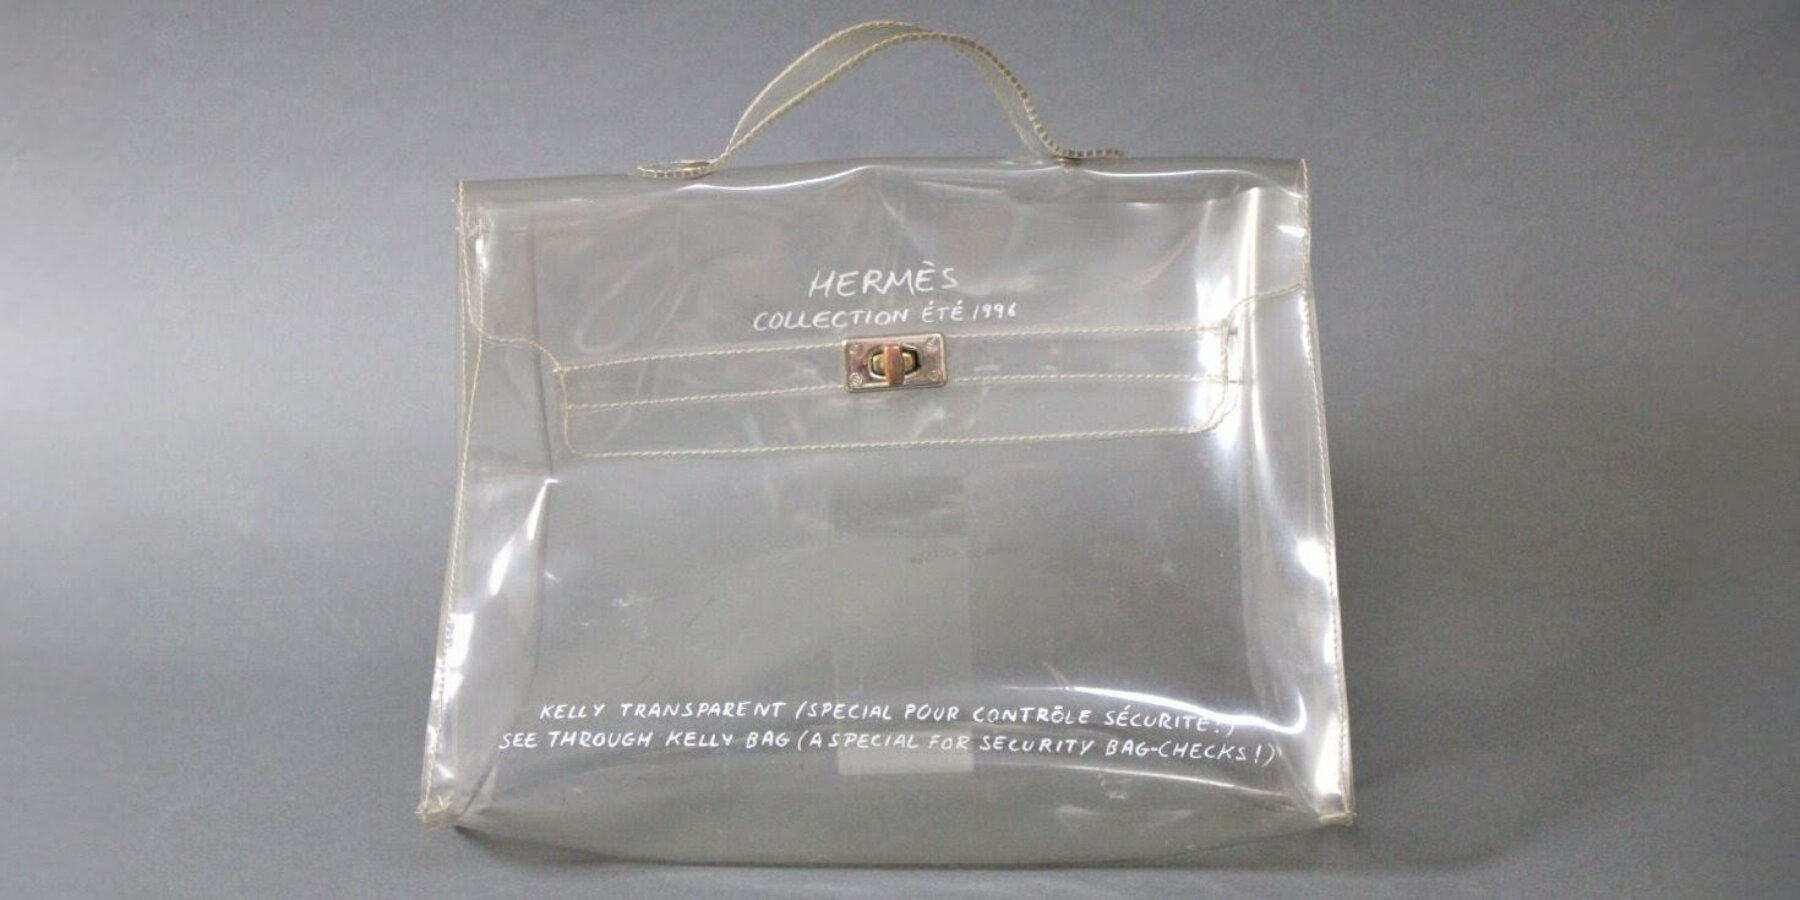 HERMÈS
COLLECTION ÉTÉ 1996
KELLY TRANSPARENT (SPECIAL POUR CONTRÔLE SÉCURITE!)
SEE THROUGH KELLY BAG (A SPECIAL FOR SECURITY BAG-CHECKS!)